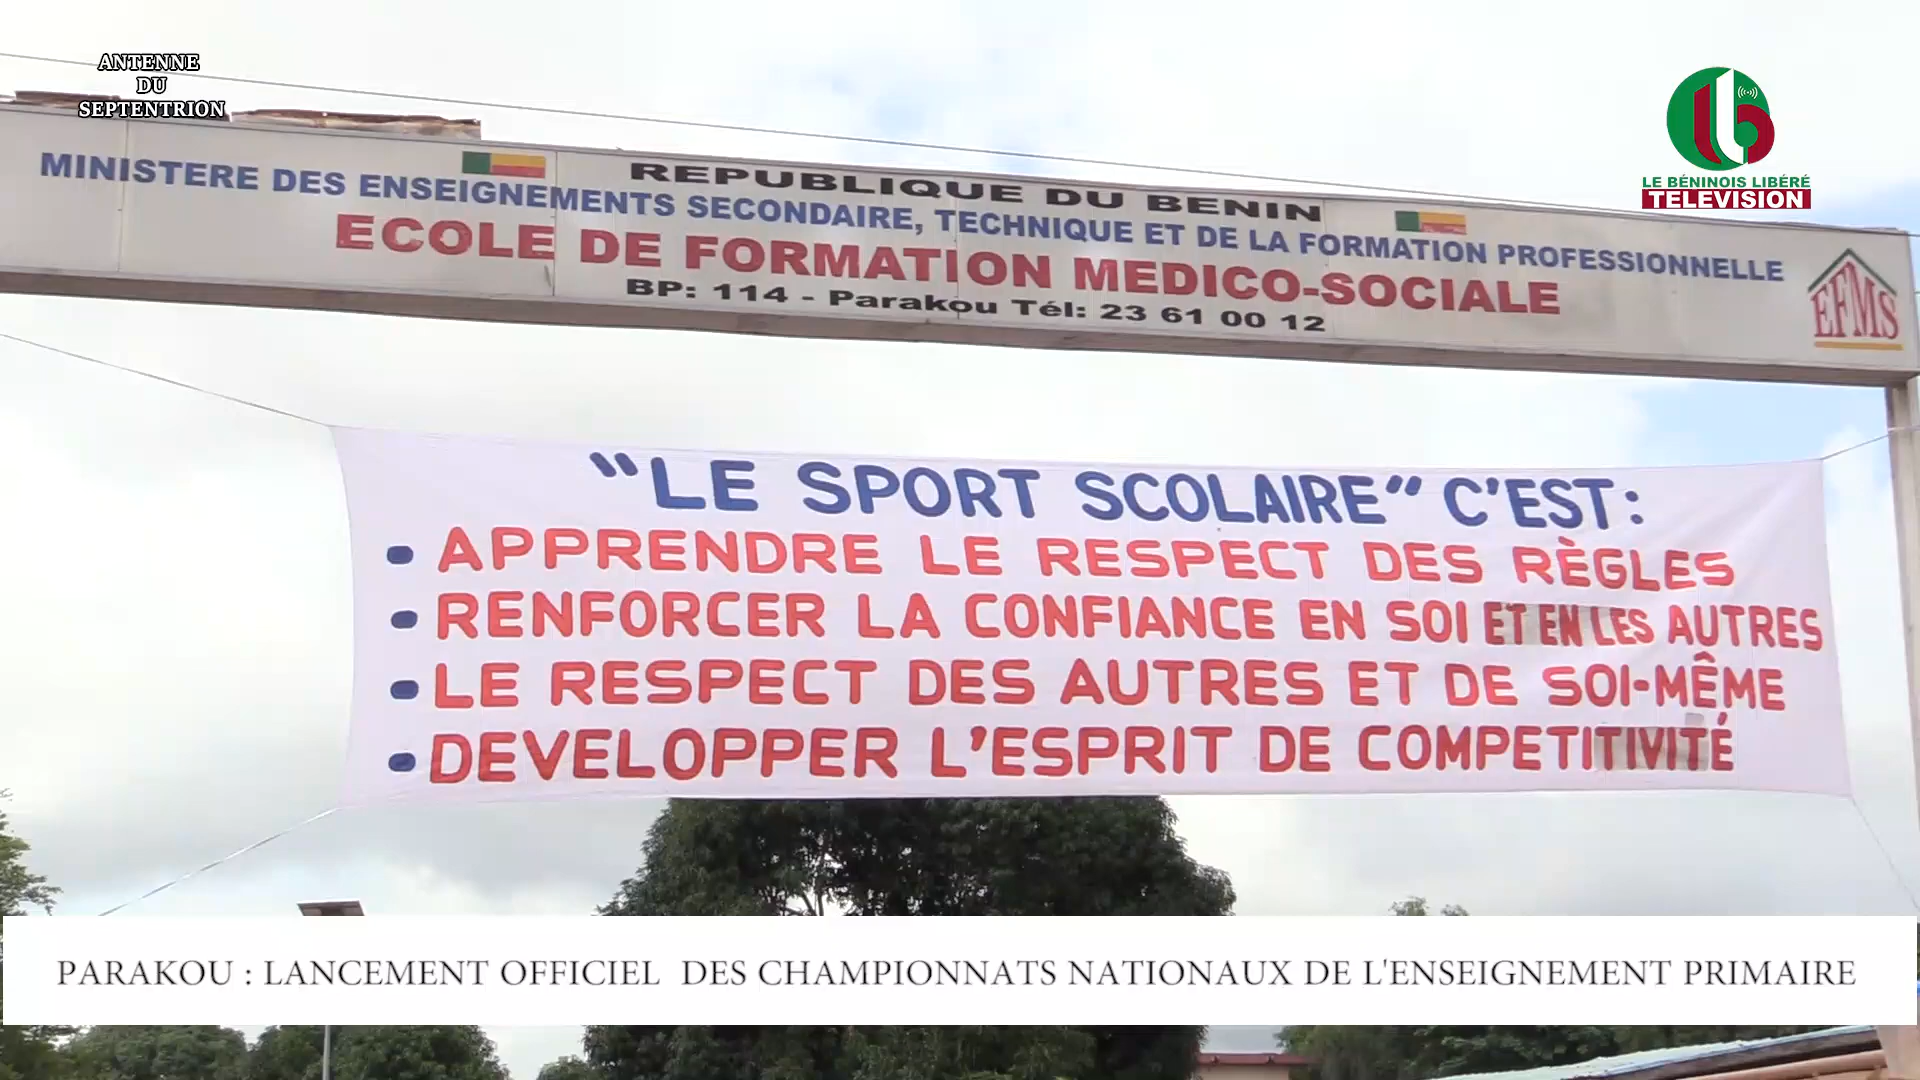 ANTENNE
DU
SEPTENTRION
LE BÉNINOIS LIBÉRÉ
TELEVISION
REPUBLIQUE DU BENIN
MINISTERE DES ENSEIGNEMENTS SECONDAIRE, TECHNIQUE ET DE LA FORMATION PROFESSIONNELLE
ECOLE DE FORMATION MEDICO-SOCIALE
BP: 114 - Parakou Tél: 23 61 00 12
EFMS
"LE SPORT SCOLAIRE" C'EST:
• APPRENDRE LE RESPECT DES RÈGLES
• RENFORCER LA CONFIANCE EN SOI ET EN LES AUTRES
• LE RESPECT DES AUTRES ET DE SOI-MÊME
• DEVELOPPER L'ESPRIT DE COMPETITIVITÉ
PARAKOU : LANCEMENT OFFICIEL DES CHAMPIONNATS NATIONAUX DE L'ENSEIGNEMENT PRIMAIRE